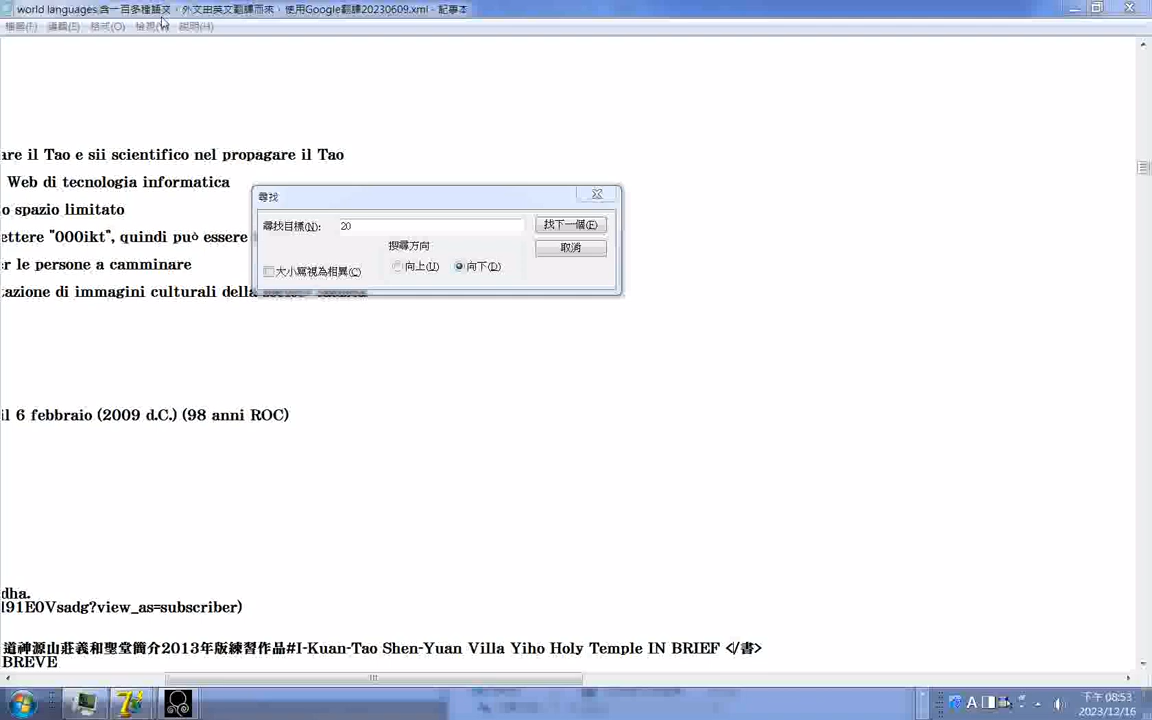 world languages 含一百多種語文，外文由英文翻譯而來，使用Google翻譯20230609.xml - 記事本
檔案(F) 編輯(E) 格式(O) 檢視(V) 說明(H)
are il Tao e sii scientifico nel propagare il Tao
Web di tecnologia informatica
o spazio limitato
ettere "000ikt", quindi può essere
er le persone a camminare
azione di immagini culturali della
尋找
尋找目標(N): 20
找下一個(F)
搜尋方向
取消
大小寫視為相異(C)
向上(U) 向下(D)
il 6 febbraio (2009 d.C.) (98 anni ROC)
dha.
l91E0Vsadg?view_as=subscriber)
道神源山莊義和聖堂簡介2013年版練習作品#I-Kuan-Tao Shen-Yuan Villa Yiho Holy Temple IN BRIEF </書>
BREVE
A
下午 08:53
2023/12/16